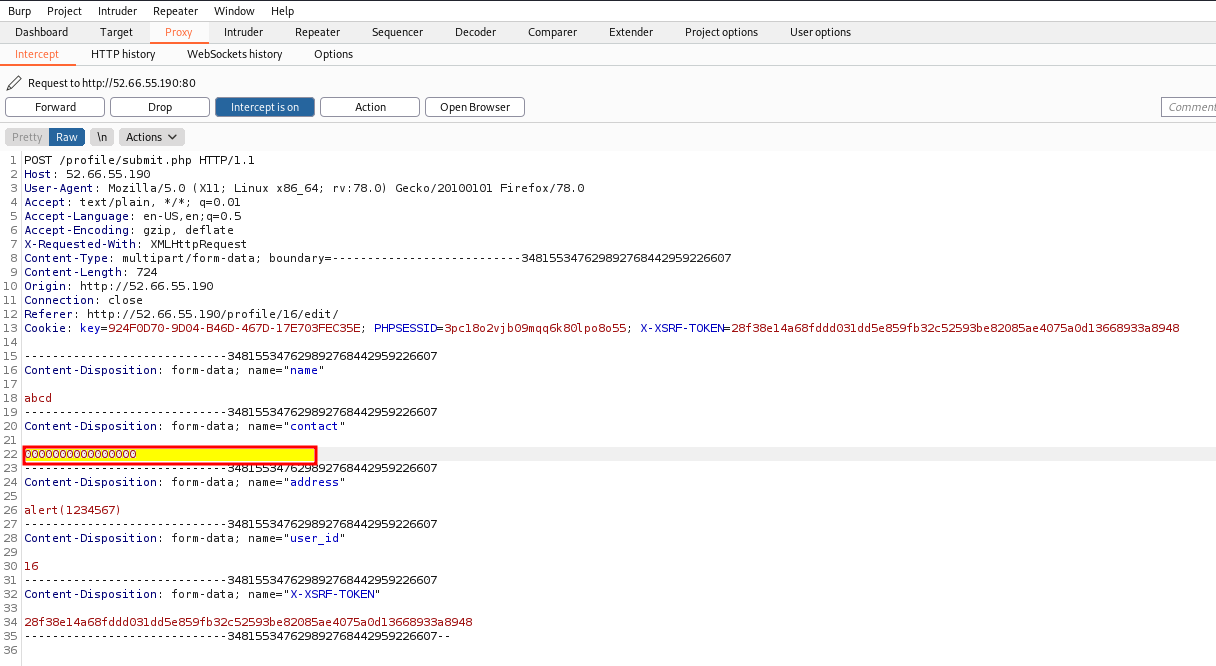 Burp Project Intruder Repeater Window Help
Dashboard Target Proxy Intruder Repeater Sequencer Decoder Comparer Extender Project options User options
Intercept HTTP history WebSockets history Options
Request to http://52.66.55.190:80
Forward Drop Intercept is on Action Open Browser Comment
Pretty Raw \n Actions
1 POST /profile/submit.php HTTP/1.1
2 Host: 52.66.55.190
3 User-Agent: Mozilla/5.0 (X11; Linux x86_64; rv:78.0) Gecko/20100101 Firefox/78.0
4 Accept: text/plain, */*; q=0.01
5 Accept-Language: en-US,en;q=0.5
6 Accept-Encoding: gzip, deflate
7 X-Requested-With: XMLHttpRequest
8 Content-Type: multipart/form-data; boundary=---------------------------348155347629892768442959226607
9 Content-Length: 724
10 Origin: http://52.66.55.190
11 Connection: close
12 Referer: http://52.66.55.190/profile/16/edit/
13 Cookie: key=924F0D70-9D04-B46D-467D-17E703FEC35E; PHPSESSID=3pc18o2vjb09mqq6k80lpo8o55; X-XSRF-TOKEN=28f38e14a68fddd031dd5e859fb32c52593be82085ae4075a0d13668933a8948
14
15 -----------------------------348155347629892768442959226607
16 Content-Disposition: form-data; name="name"
17
18 abcd
19 -----------------------------348155347629892768442959226607
20 Content-Disposition: form-data; name="contact"
21
22 0000000000000000
23 -----------------------------348155347629892768442959226607
24 Content-Disposition: form-data; name="address"
25
26 alert(1234567)
27 -----------------------------348155347629892768442959226607
28 Content-Disposition: form-data; name="user_id"
29
30 16
31 -----------------------------348155347629892768442959226607
32 Content-Disposition: form-data; name="X-XSRF-TOKEN"
33
34 28f38e14a68fddd031dd5e859fb32c52593be82085ae4075a0d13668933a8948
35 -----------------------------348155347629892768442959226607--
36